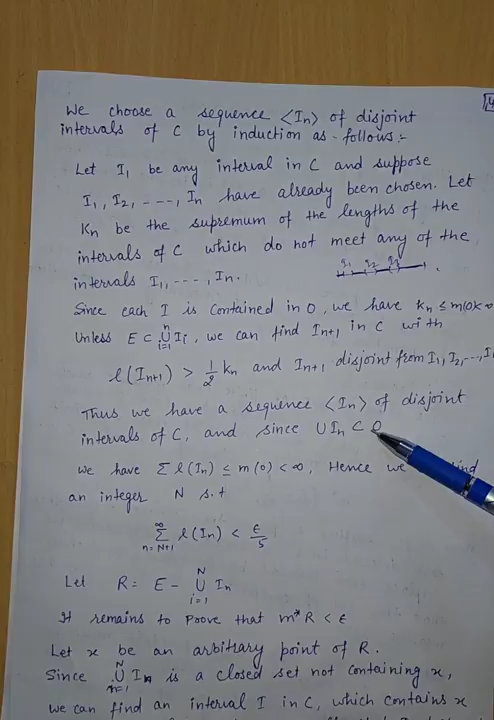 We choose a sequence <In> of disjoint
intervals of C by induction as follows:-
Let I1 be any interval in C and suppose
I1, I2, ---, In have already been chosen. Let
Kn be the supremum of the lengths of the
intervals of C which do not meet any of the
intervals I1, ---, In.
I1 I2 I3
Since each I is contained in O, we have Kn ≤ m(O) < ∞
Unless E ⊂ n∪i=1 Ii, we can find In+1 in C with
l(In+1) > 1/2 Kn and In+1 disjoint from I1, I2, --, I
Thus we have a sequence <In> of disjoint
intervals of C, and since ∪ In ⊂ O
We have Σ l(In) ≤ m(O) < ∞, Hence we
an integer N s.t
∞Σn=N+1 l(In) < ε/5
Let R = E - N∪i=1 In
It remains to Prove that m* R < ε
Let x be an arbitrary point of R.
Since N∪n=1 In is a closed set not containing x,
we can find an interval I in C, which contains x